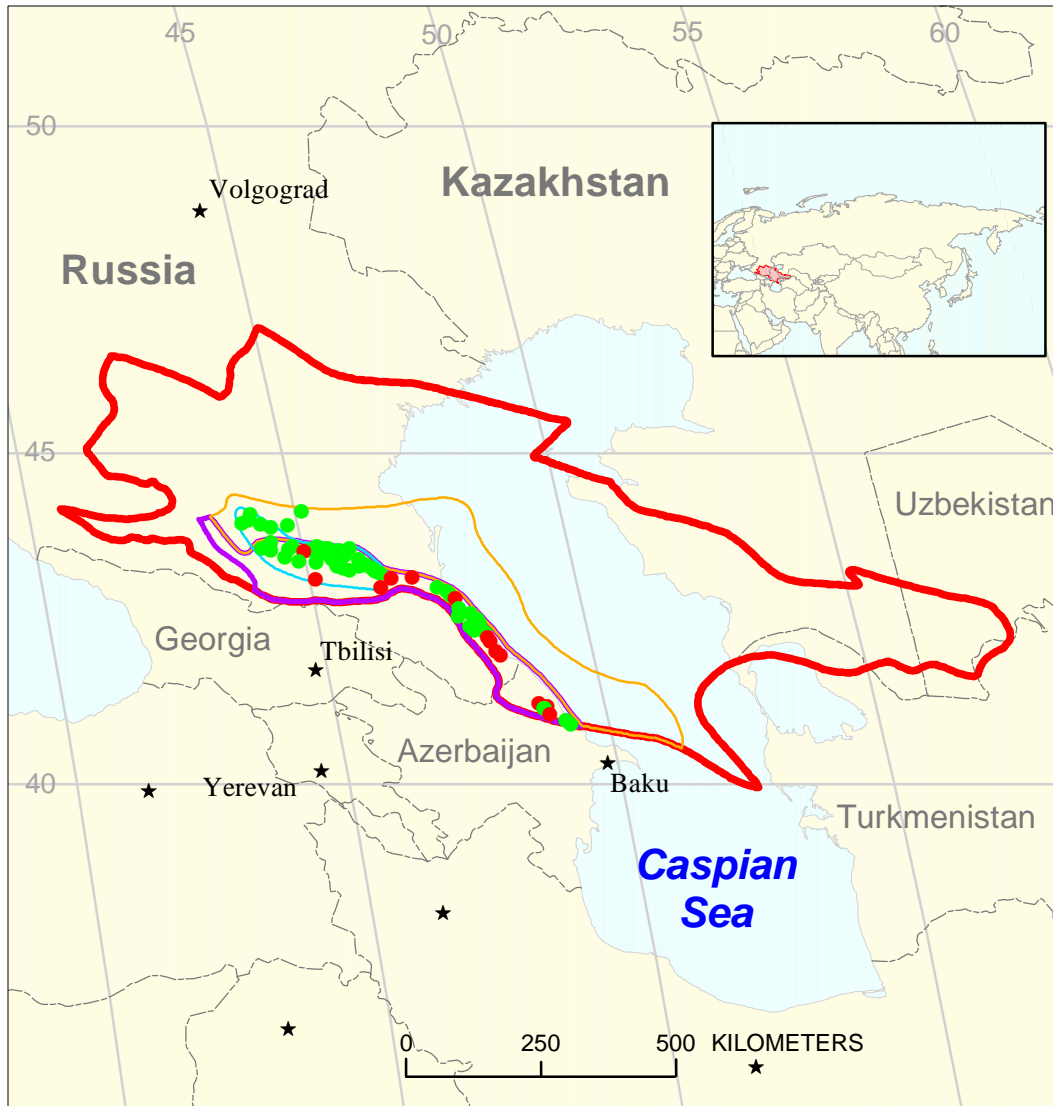 45
50
55
60
50
Volgograd
Kazakhstan
Russia
45
Uzbekistan
Georgia
Tbilisi
Azerbaijan
Yerevan
Baku
40
Turkmenistan
Caspian
Sea
0
250
500
KILOMETERS